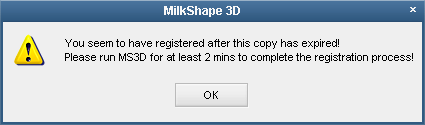 MilkShape 3D
You seem to have registered after this copy has expired!
Please run MS3D for at least 2 mins to complete the registration process!
OK